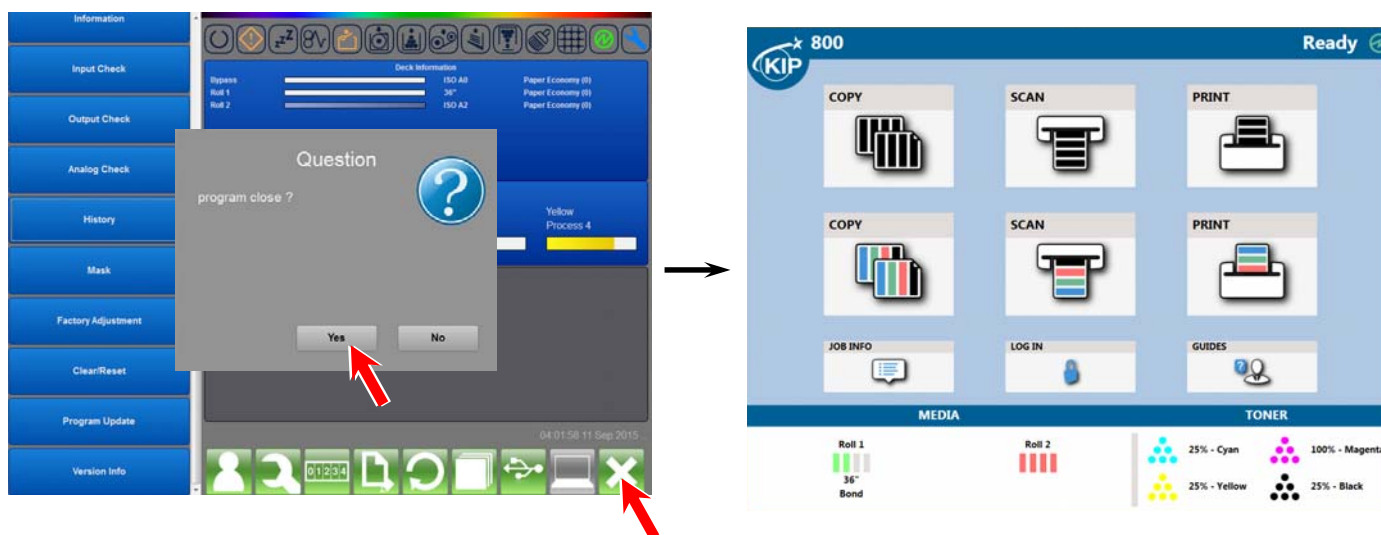 Information
Input Check
Output Check
Analog Check
History
Mask
Factory Adjustment
Clear/Reset
Program Update
Version Info
zzZ
Deck Information
Bypass ISO A0 Paper Economy (0)
Roll 1 36" Paper Economy (0)
Roll 2 ISO A2 Paper Economy (0)
Question
program close ?
Yes No
Yellow
Process 4
04:01:58 11 Sep 2015
01234
KIP 800 Ready
COPY SCAN PRINT
COPY SCAN PRINT
JOB INFO LOG IN GUIDES
MEDIA TONER
Roll 1 Roll 2
36"
Bond
25% - Cyan 100% - Magenta
25% - Yellow 25% - Black